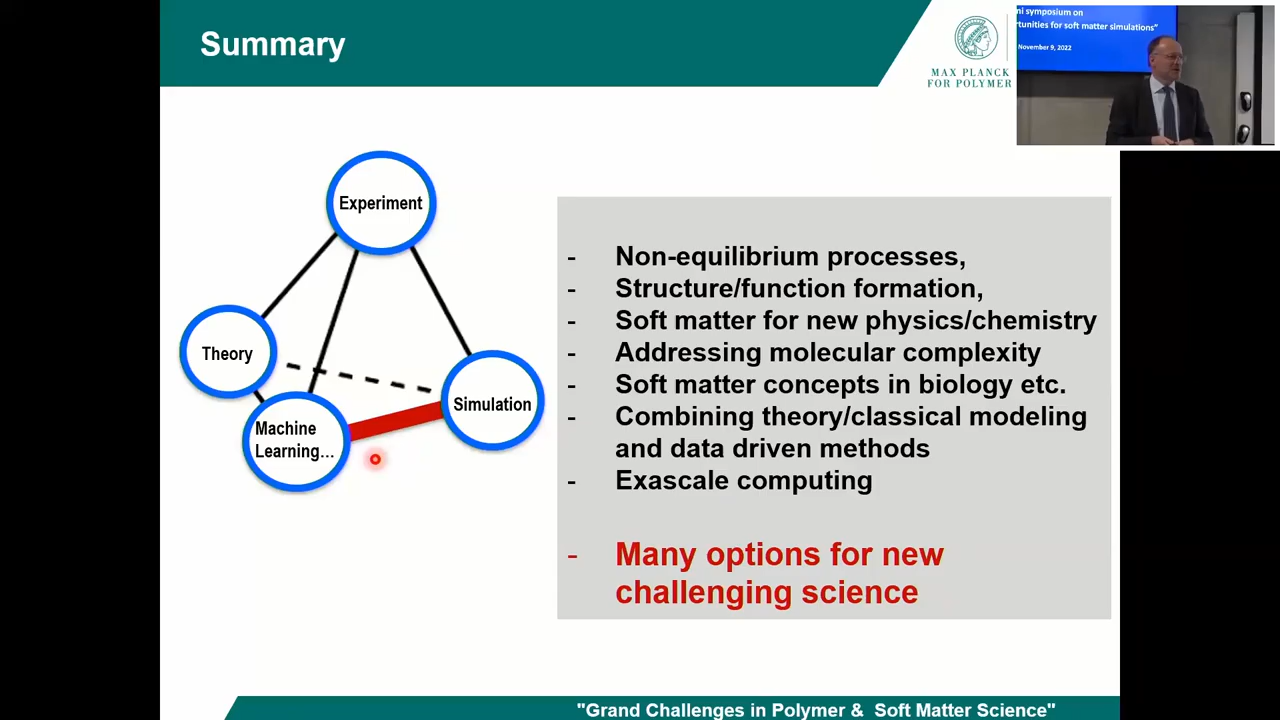 Summary
MAX PLANCK
FOR POLYMER
ni symposium on
rtunities for soft matter simulations"
November 9, 2022
Experiment
Theory
Machine
Learning...
Simulation
- Non-equilibrium processes,
- Structure/function formation,
- Soft matter for new physics/chemistry
- Addressing molecular complexity
- Soft matter concepts in biology etc.
- Combining theory/classical modeling
and data driven methods
- Exascale computing
- Many options for new
challenging science
"Grand Challenges in Polymer & Soft Matter Science"